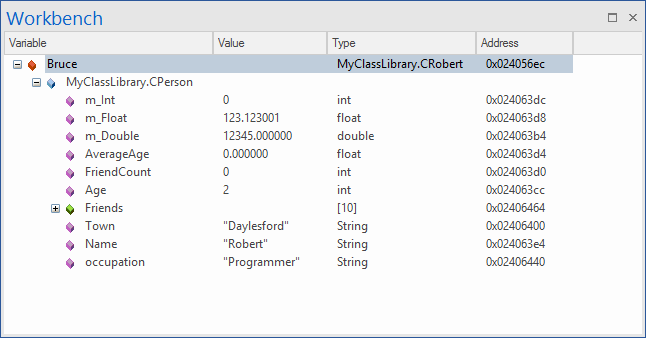 Workbench
Variable Value Type Address
Bruce MyClassLibrary.CRobert 0x024056ec
MyClassLibrary.CPerson
m_Int 0 int 0x024063dc
m_Float 123.123001 float 0x024063d8
m_Double 12345.000000 double 0x024063b4
AverageAge 0.000000 float 0x024063d4
FriendCount 0 int 0x024063d0
Age 2 int 0x024063cc
Friends [10] 0x02406464
Town "Daylesford" String 0x02406400
Name "Robert" String 0x024063e4
occupation "Programmer" String 0x02406440